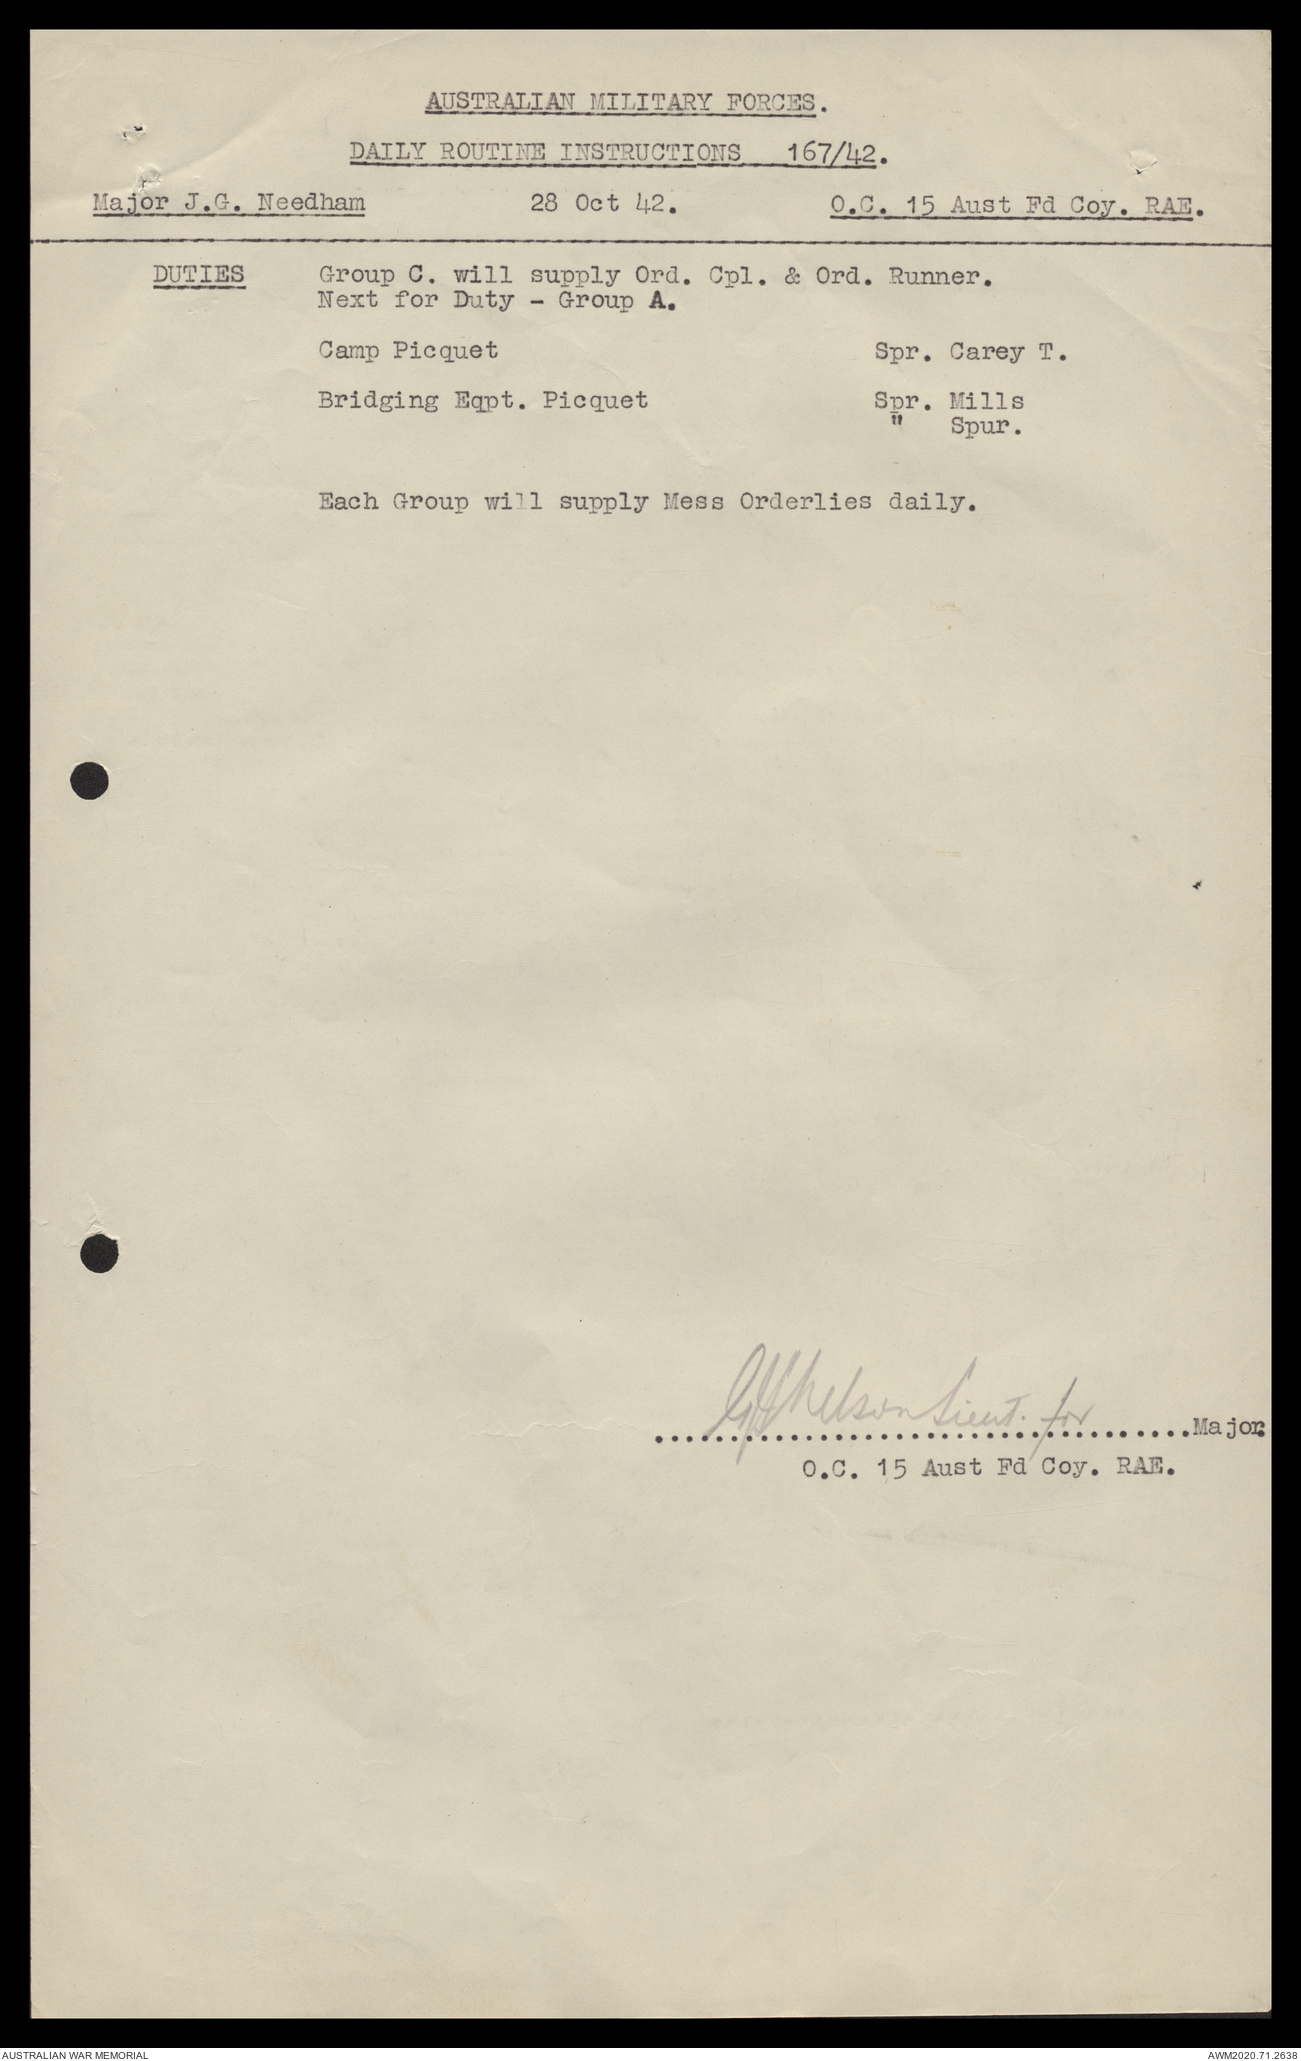 AUSTRALIAN MILITARY FORCES.
DAILY ROUTINE INSTRUCTIONS 167/42.
Major J.G. Needham 28 Oct 42. O.C. 15 Aust Fd Coy. RAE.
DUTIES Group C. will supply Ord. Cpl. & Ord. Runner.
Next for Duty - Group A.
Camp Picquet Spr. Carey T.
Bridging Eqpt. Picquet Spr. Mills
" Spur.
Each Group will supply Mess Orderlies daily.
Nelson Lieut. for
........................................Major.
O.C. 15 Aust Fd Coy. RAE.
AUSTRALIAN WAR MEMORIAL AWM2020.71.2638